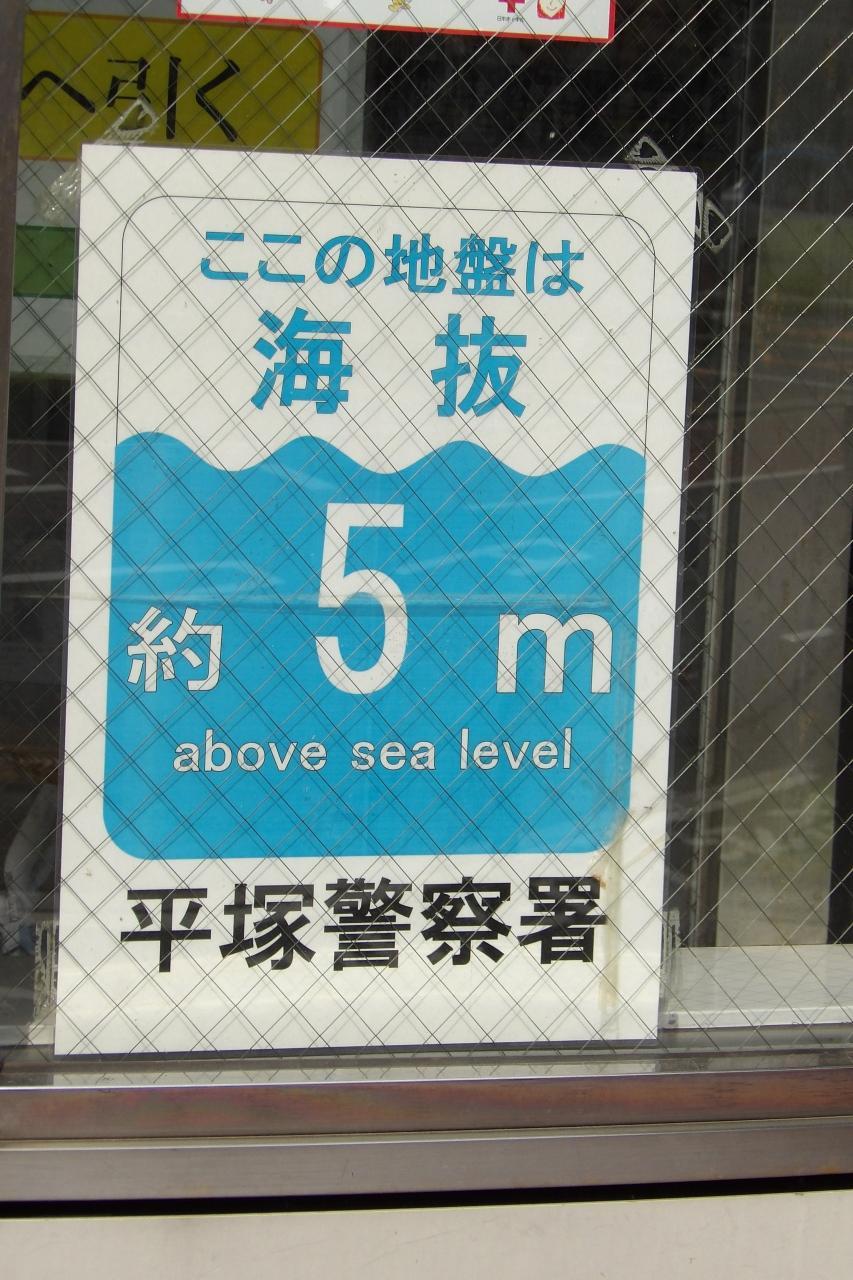 へ引く
ここの地盤は
海抜
約5m
above sea level
平塚警察署